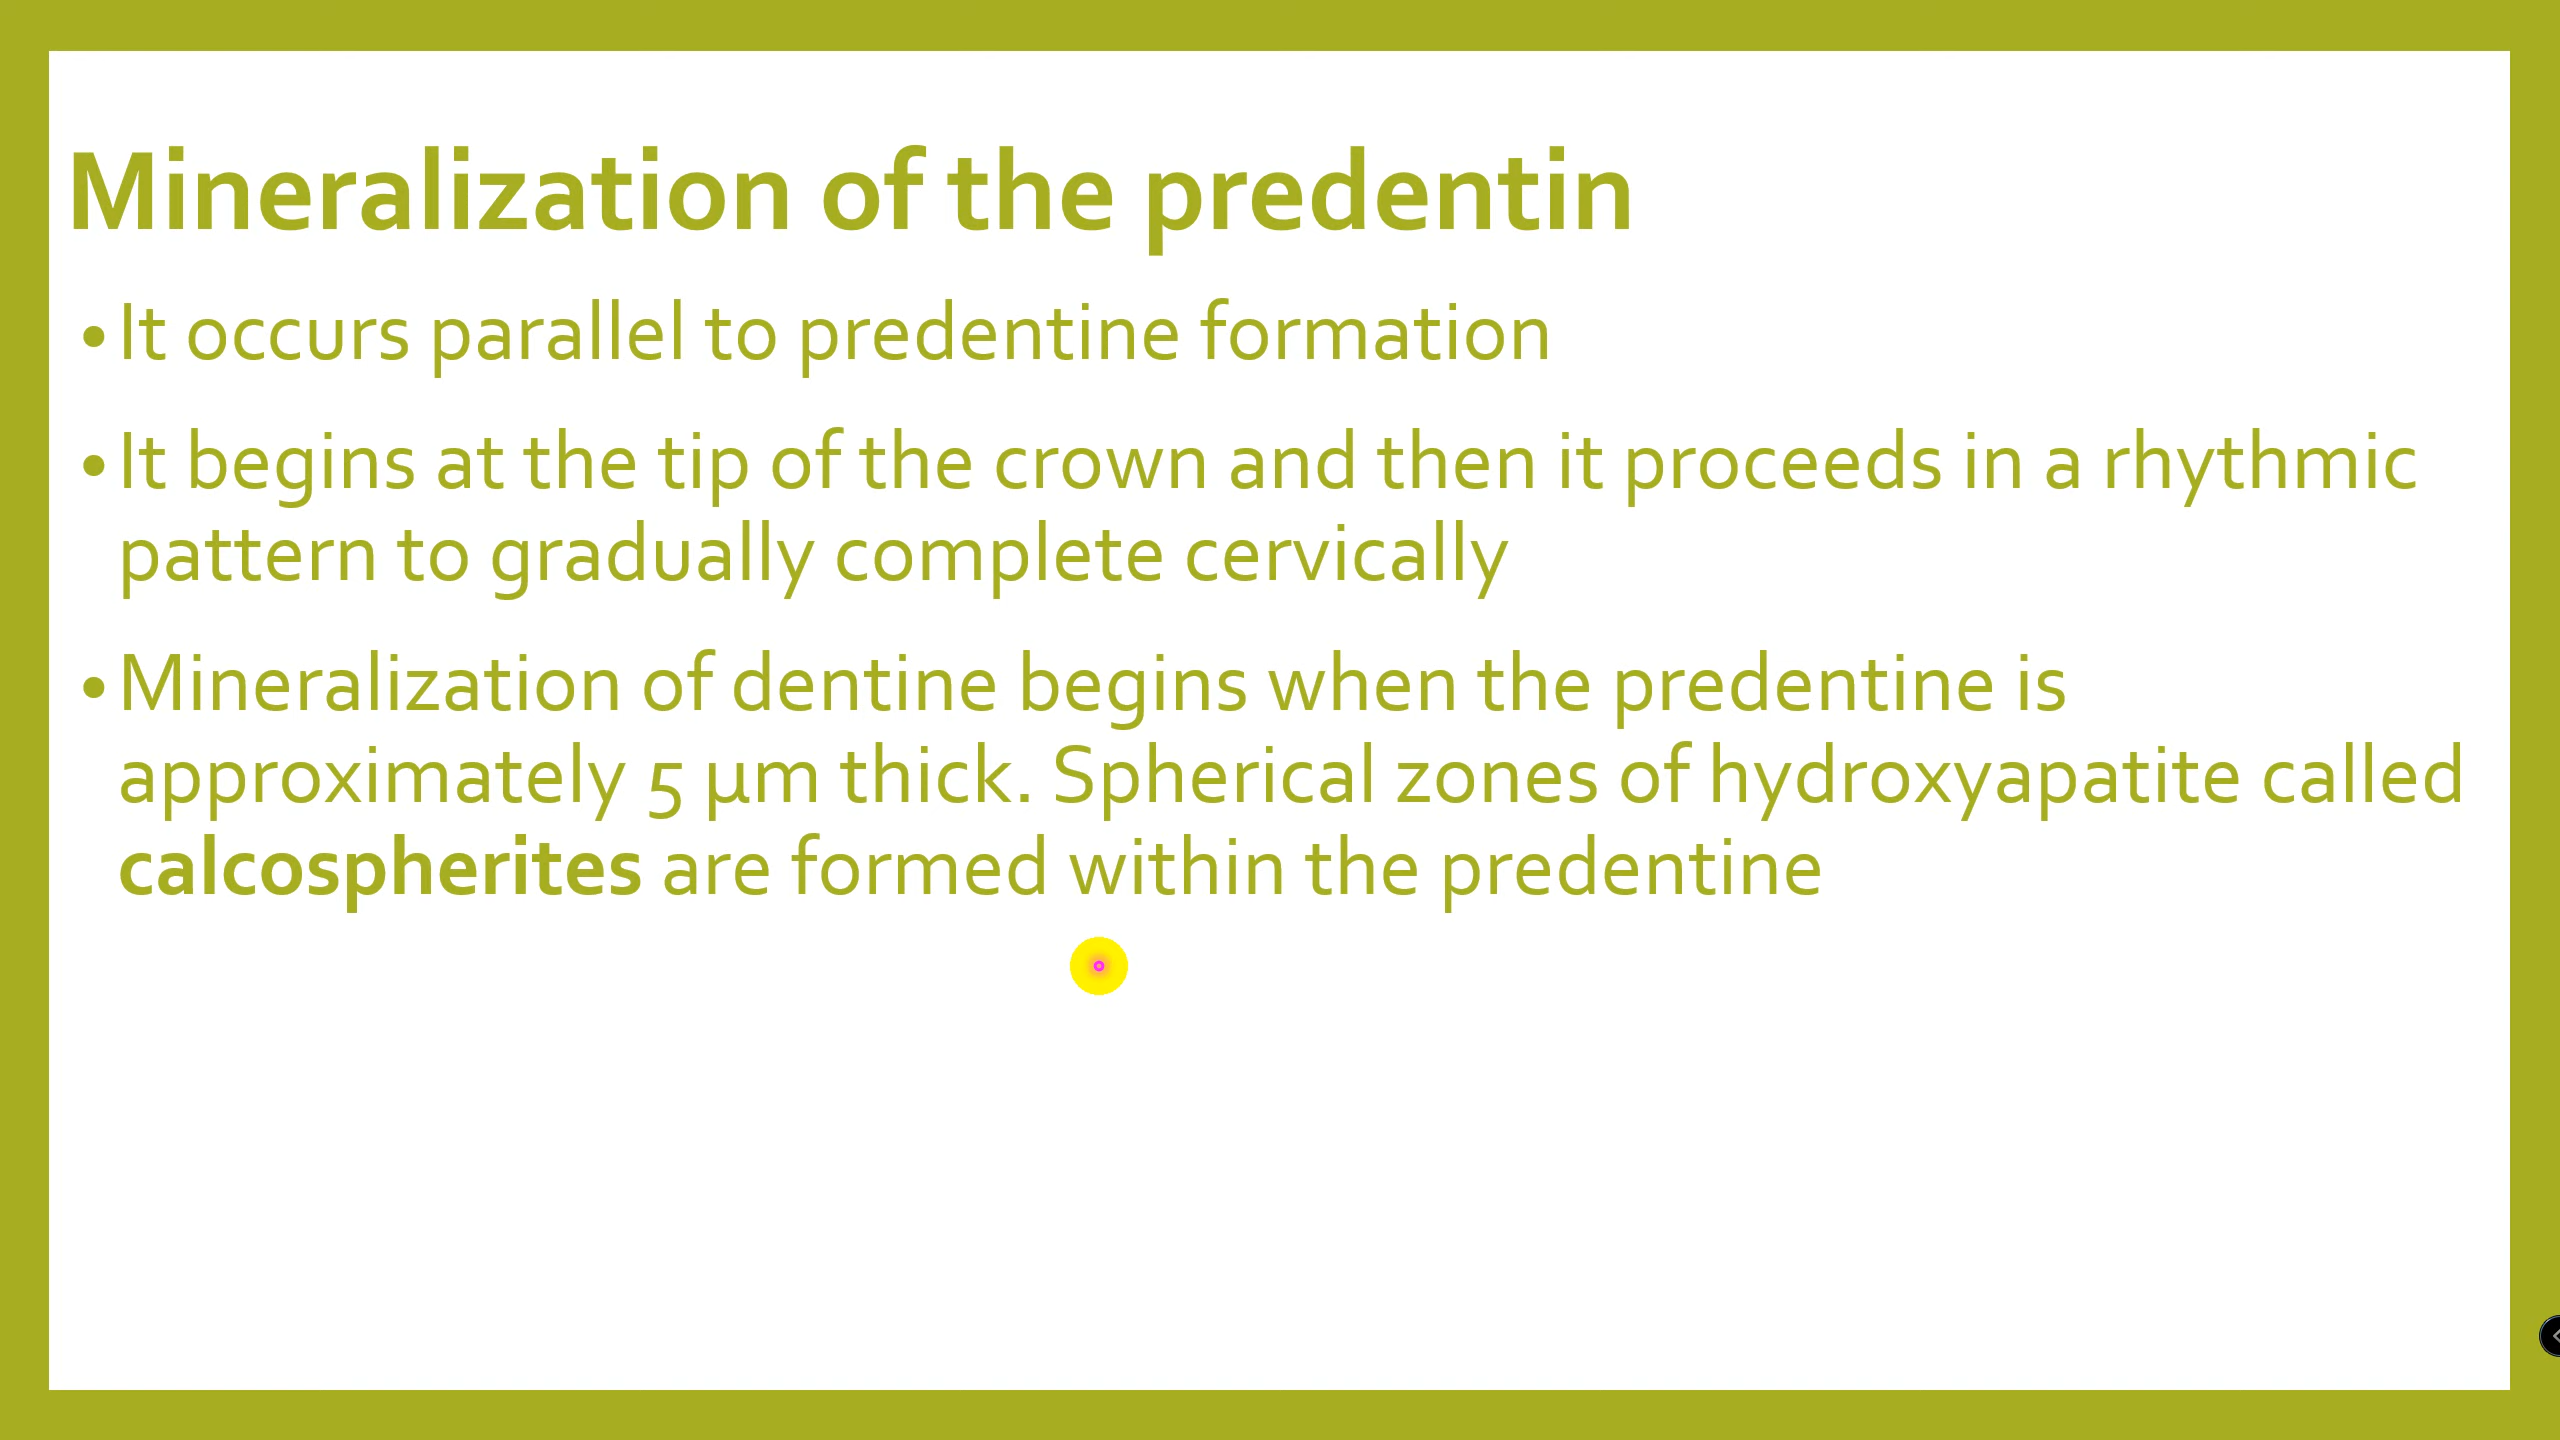 Mineralization of the predentin
• It occurs parallel to predentine formation
• It begins at the tip of the crown and then it proceeds in a rhythmic
pattern to gradually complete cervically
• Mineralization of dentine begins when the predentine is
approximately 5 µm thick. Spherical zones of hydroxyapatite called
calcospherites are formed within the predentine